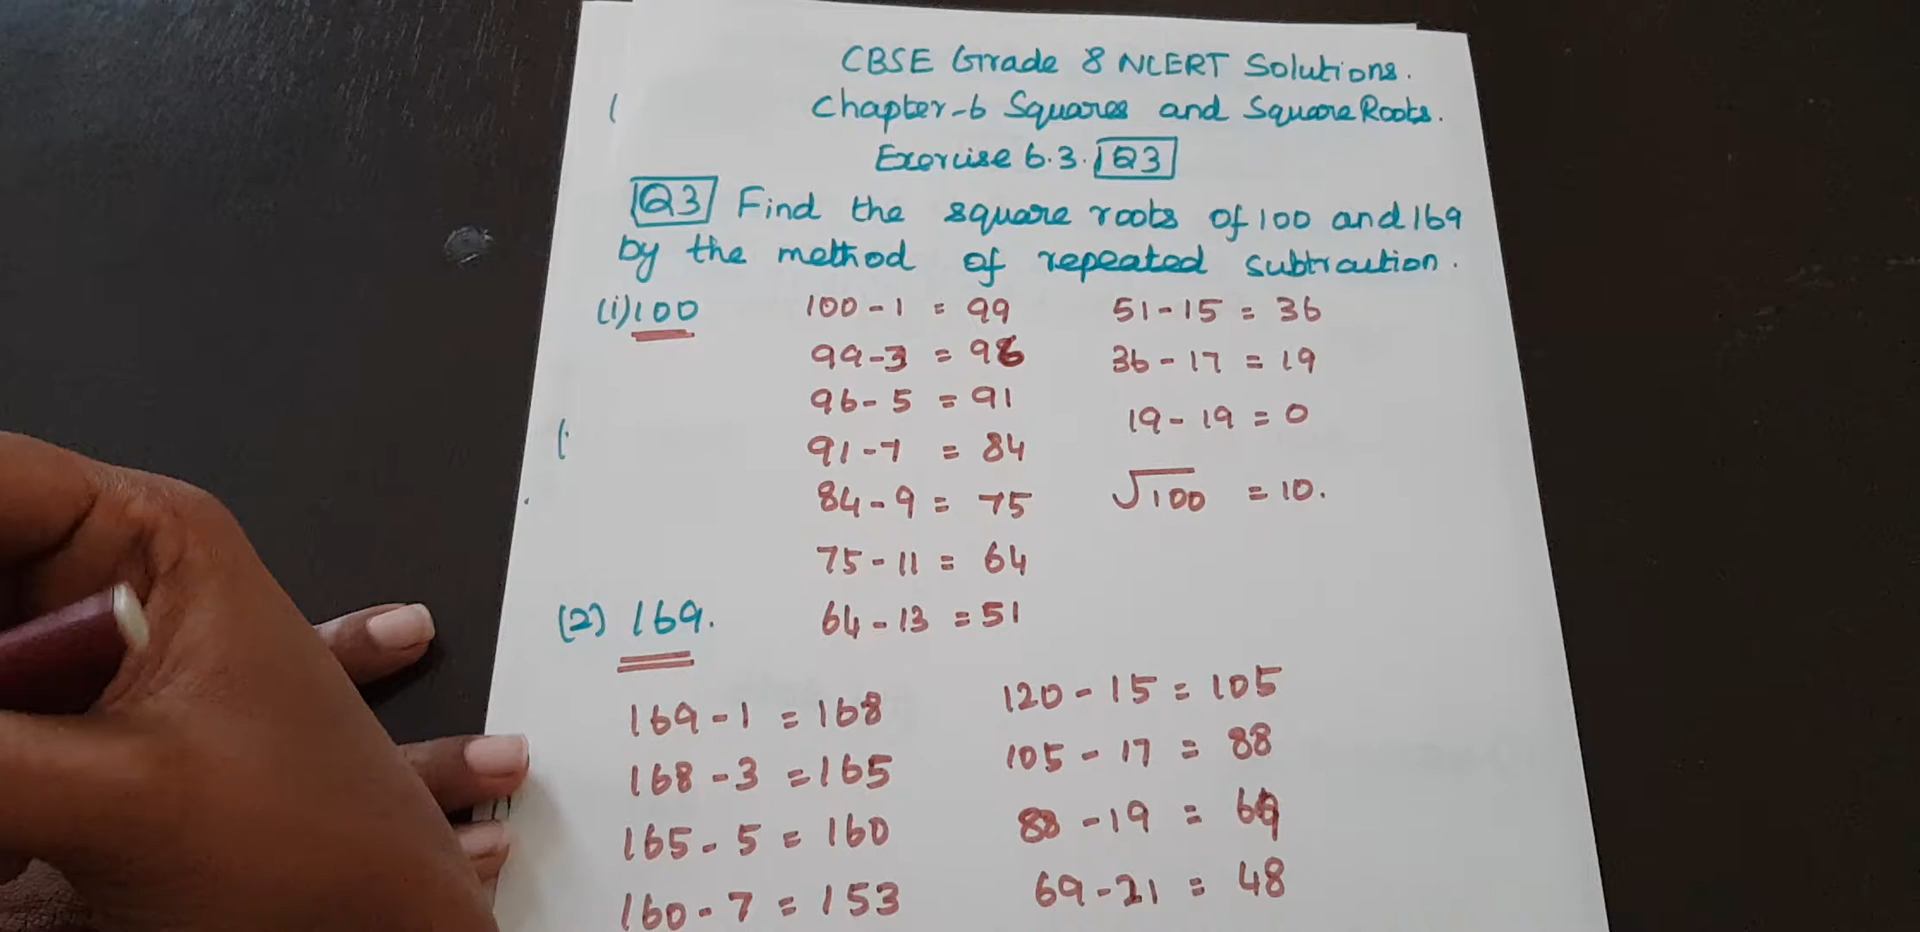 CBSE Grade 8 NCERT Solutions.
Chapter-6 Squares and Square Roots.
Exercise 6.3. Q3
Q3 Find the square roots of 100 and 169
by the method of repeated subtraction.
(i) 100
100 - 1 = 99
99 - 3 = 96
96 - 5 = 91
91 - 7 = 84
84 - 9 = 75
75 - 11 = 64
64 - 13 = 51
51 - 15 = 36
36 - 17 = 19
19 - 19 = 0
√100 = 10.
(2) 169.
169 - 1 = 168
168 - 3 = 165
165 - 5 = 160
160 - 7 = 153
120 - 15 = 105
105 - 17 = 88
88 - 19 = 69
69 - 21 = 48